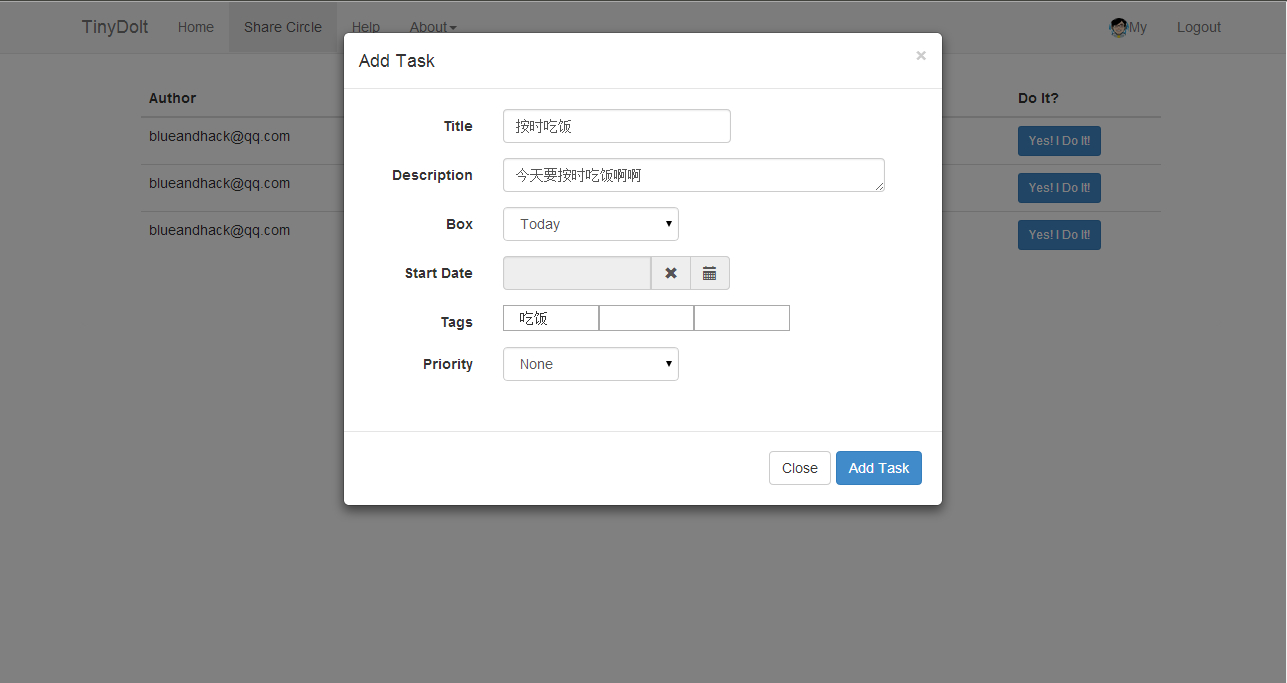 TinyDoIt Home Share Circle Help About My Logout
Add Task ×
Author Do It?
Title 按时吃饭
blueandhack@qq.com Yes! I Do It!
Description 今天要按时吃饭啊啊
blueandhack@qq.com Yes! I Do It!
Box Today
blueandhack@qq.com Yes! I Do It!
Start Date
Tags 吃饭
Priority None
Close Add Task